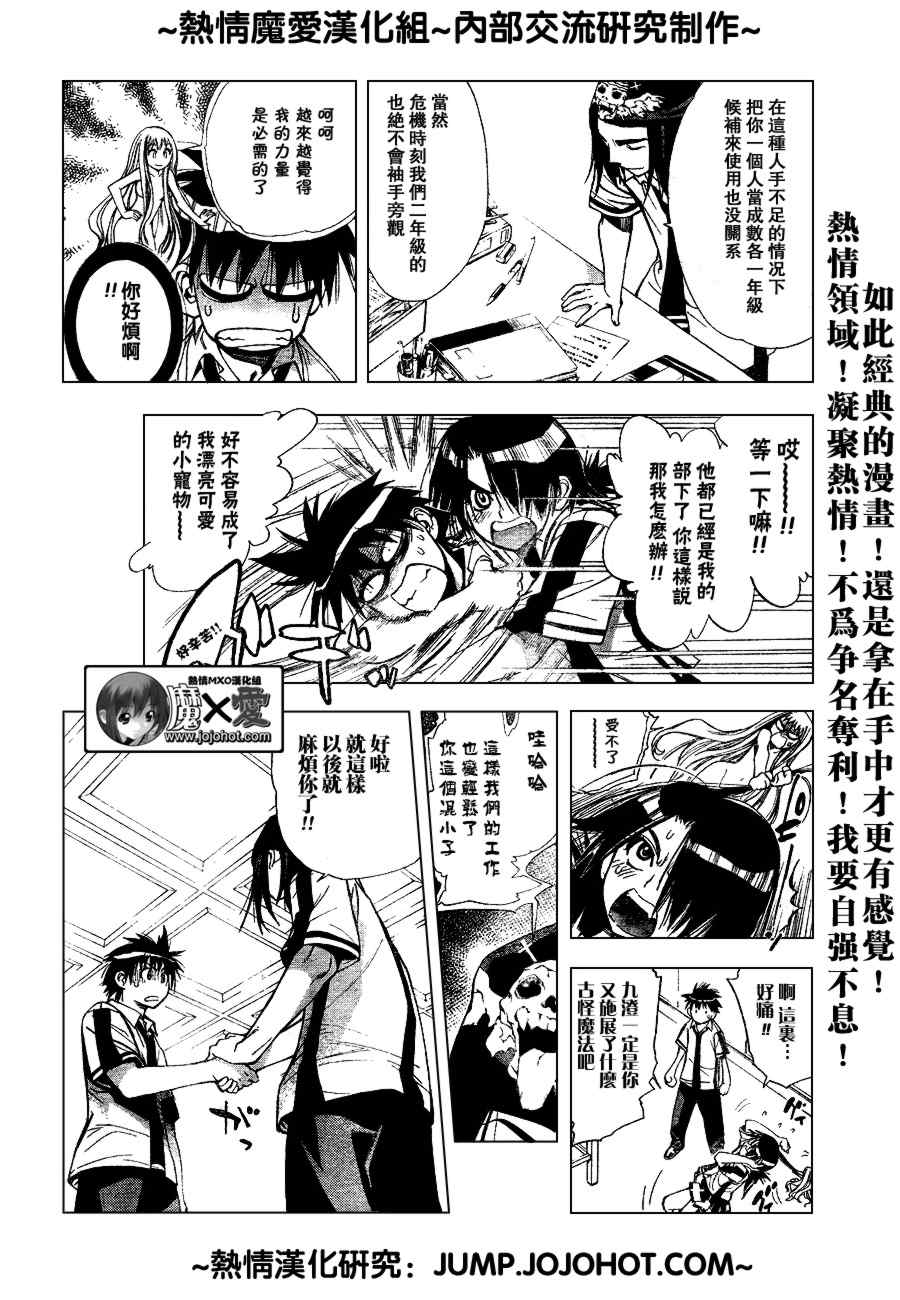 ~熱情魔愛漢化組~內部交流研究制作~
如此經典的漫畫！還是拿在手中才更有感覺！
熱情領域！凝聚熱情！不爲争名奪利！我要自强不息！
在這種人手不足的情况下
把你一個人當成數各一年級
候補來使用也没關系
當然
危機時刻我們二年級的
也絶不會袖手旁觀
呵呵
越來越覺得
我的力量
是必需的了
你好煩啊
!!
哎~~~!!
等一下嘛!!
他都已經是我的
部下了 你這樣説
那我怎麽辦!!
好不容易成了
我漂亮可愛
的小寵物~~
好辛苦!!
熱情MXO漢化組
魔×愛
www.jojohot.com
受不了
~~~
啊 這裏…
好痛!!
九澄一定是你
又施展了什麽
古怪魔法吧
哇哈哈
這樣我們的工作
也變輕鬆了
你這個混小子
好啦
就這樣
以後就
麻煩你了!!
~熱情漢化研究：JUMP.JOJOHOT.COM~